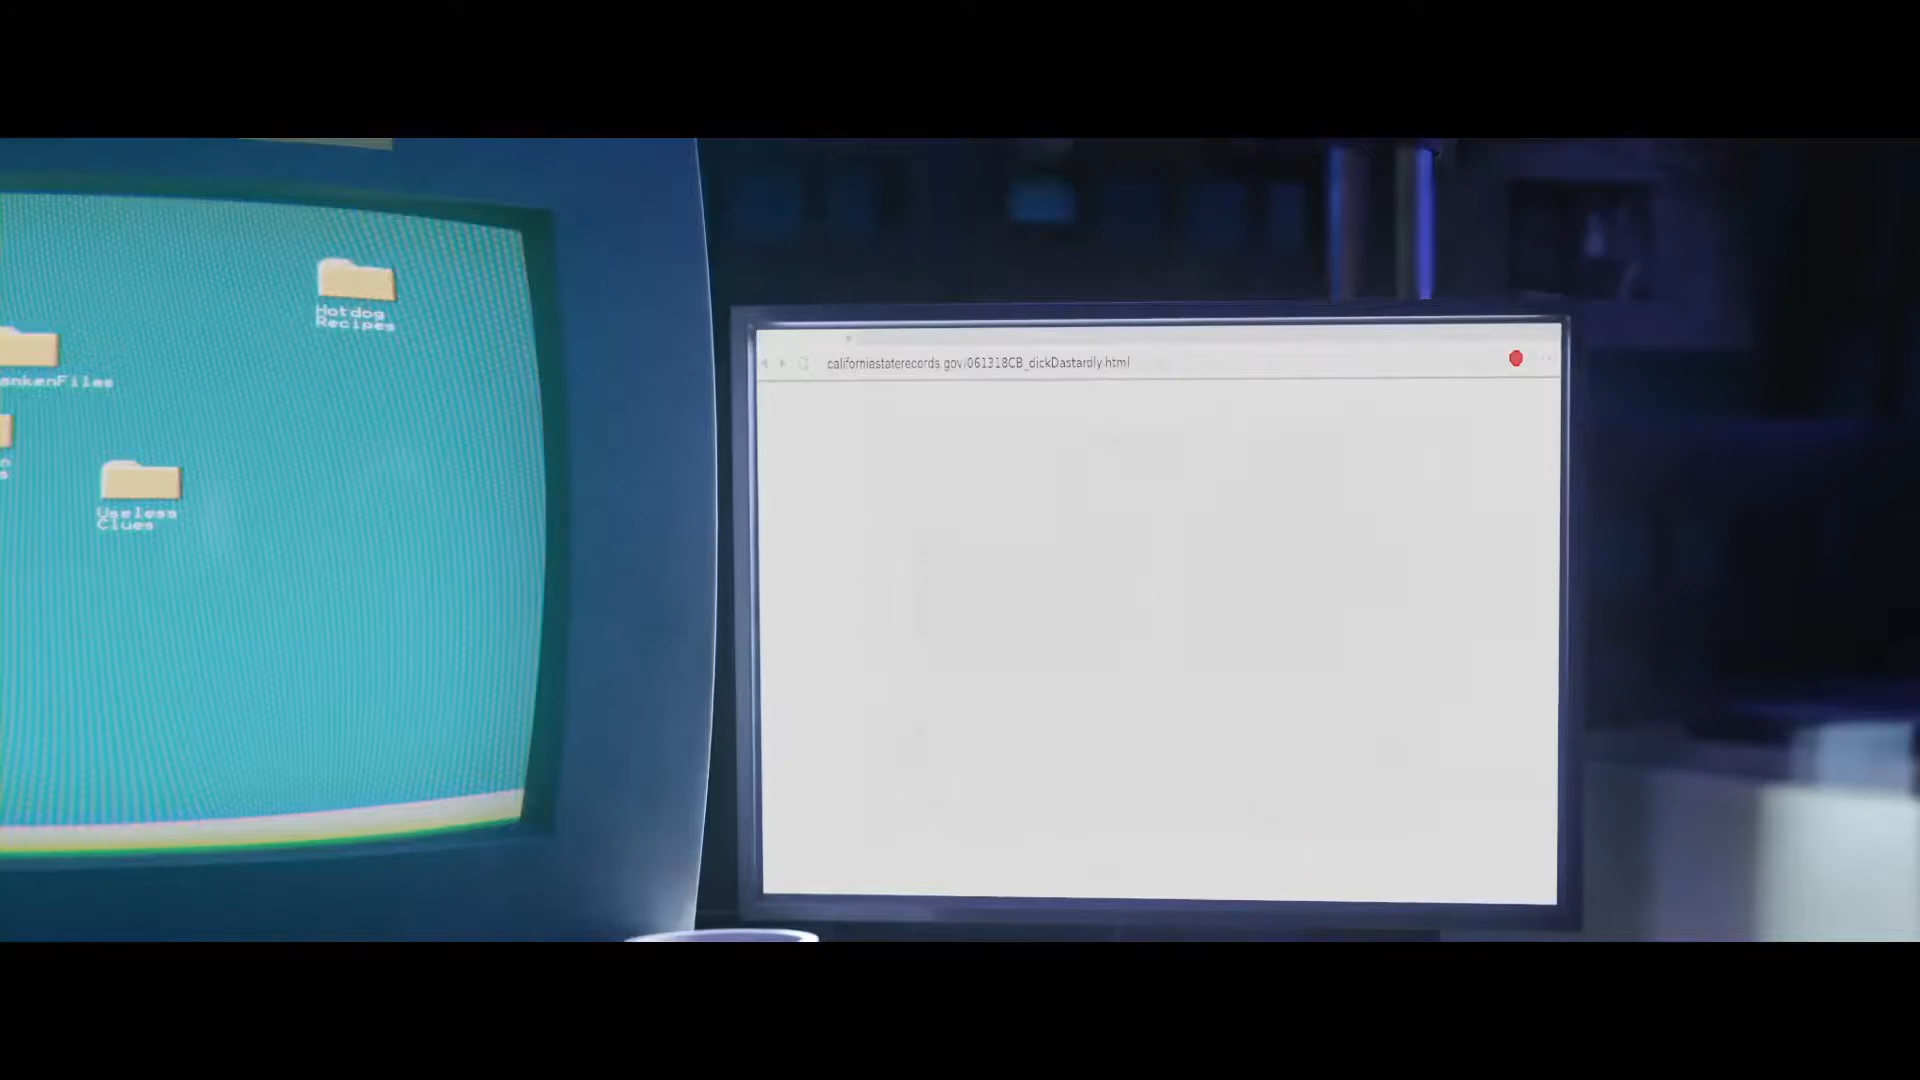 Hotdog
Recipes
ankenFiles
Useless
Clues
californiastaterecords.gov/061318CB_dickDastardly.html